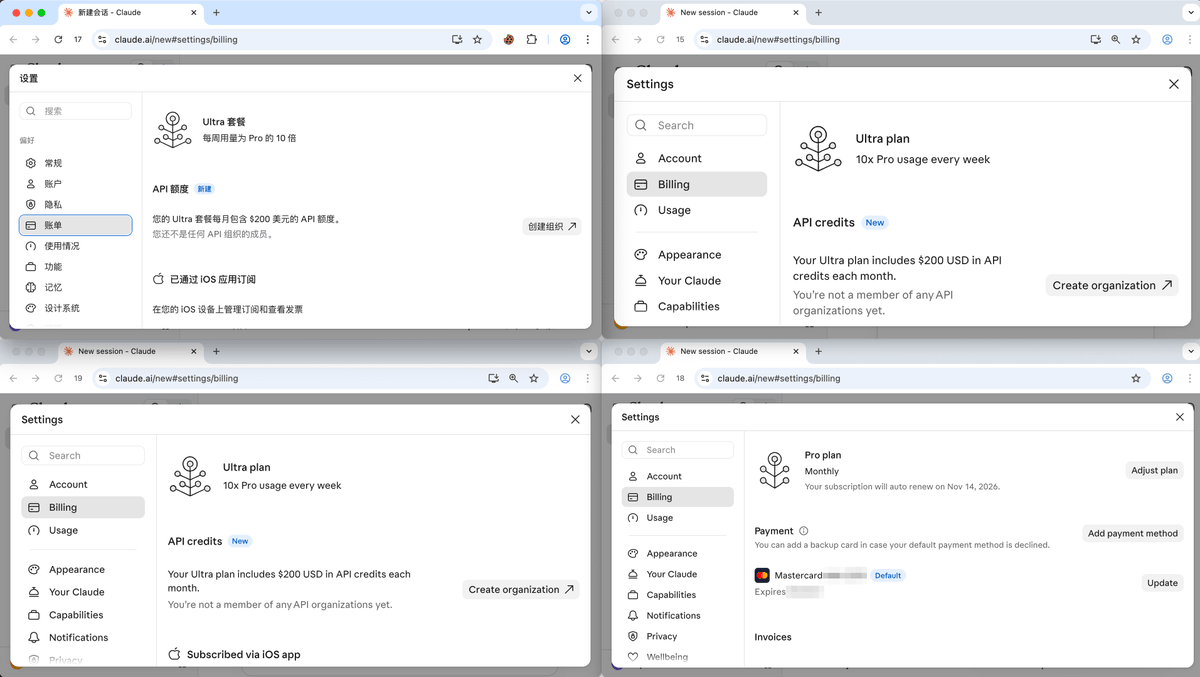 新建会话 - Claude
17
claude.ai/new#settings/billing
设置
搜索
偏好
常规
账户
隐私
账单
使用情况
功能
记忆
设计系统
Ultra 套餐
每周用量为 Pro 的 10 倍
API 额度 新建
您的 Ultra 套餐每月包含 $200 美元的 API 额度。
您还不是任何 API 组织的成员。
创建组织
已通过 iOS 应用订阅
在您的 iOS 设备上管理订阅和查看发票
New session - Claude
15
claude.ai/new#settings/billing
Settings
Search
Account
Billing
Usage
Appearance
Your Claude
Capabilities
Ultra plan
10x Pro usage every week
API credits New
Your Ultra plan includes $200 USD in API
credits each month.
You're not a member of any API
organizations yet.
Create organization
New session - Claude
19
claude.ai/new#settings/billing
Settings
Search
Account
Billing
Usage
Appearance
Your Claude
Capabilities
Notifications
Privacy
Ultra plan
10x Pro usage every week
API credits New
Your Ultra plan includes $200 USD in API credits each
month.
You're not a member of any API organizations yet.
Create organization
Subscribed via iOS app
New session - Claude
18
claude.ai/new#settings/billing
Settings
Search
Account
Billing
Usage
Appearance
Your Claude
Capabilities
Notifications
Privacy
Wellbeing
Pro plan
Monthly
Your subscription will auto renew on Nov 14, 2026.
Adjust plan
Payment
You can add a backup card in case your default payment method is declined.
Add payment method
Mastercard
Default
Expires
Update
Invoices